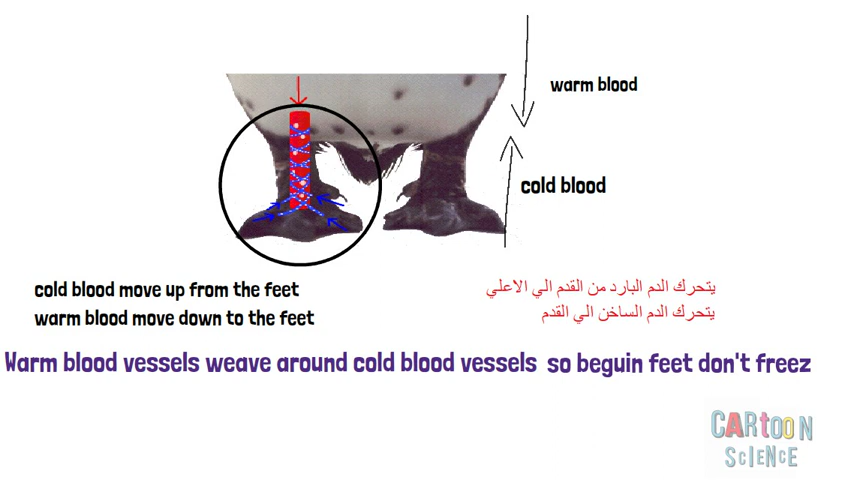 warm blood
cold blood
cold blood move up from the feet
warm blood move down to the feet
يتحرك الدم البارد من القدم الي الاعلي
يتحرك الدم الساخن الي القدم
Warm blood vessels weave around cold blood vessels so beguin feet don't freez
CARtOON
SCIENCE